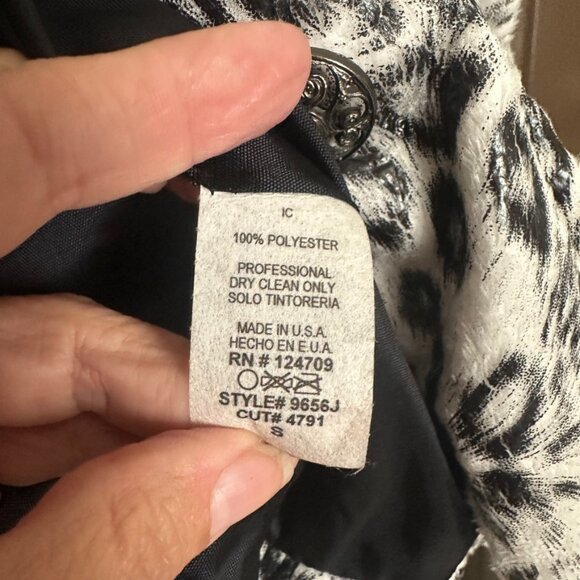 IC
100% POLYESTER
PROFESSIONAL
DRY CLEAN ONLY
SOLO TINTORERIA
MADE IN U.S.A.
HECHO EN E.U.A.
RN # 124709
STYLE# 9656J
CUT# 4791
S